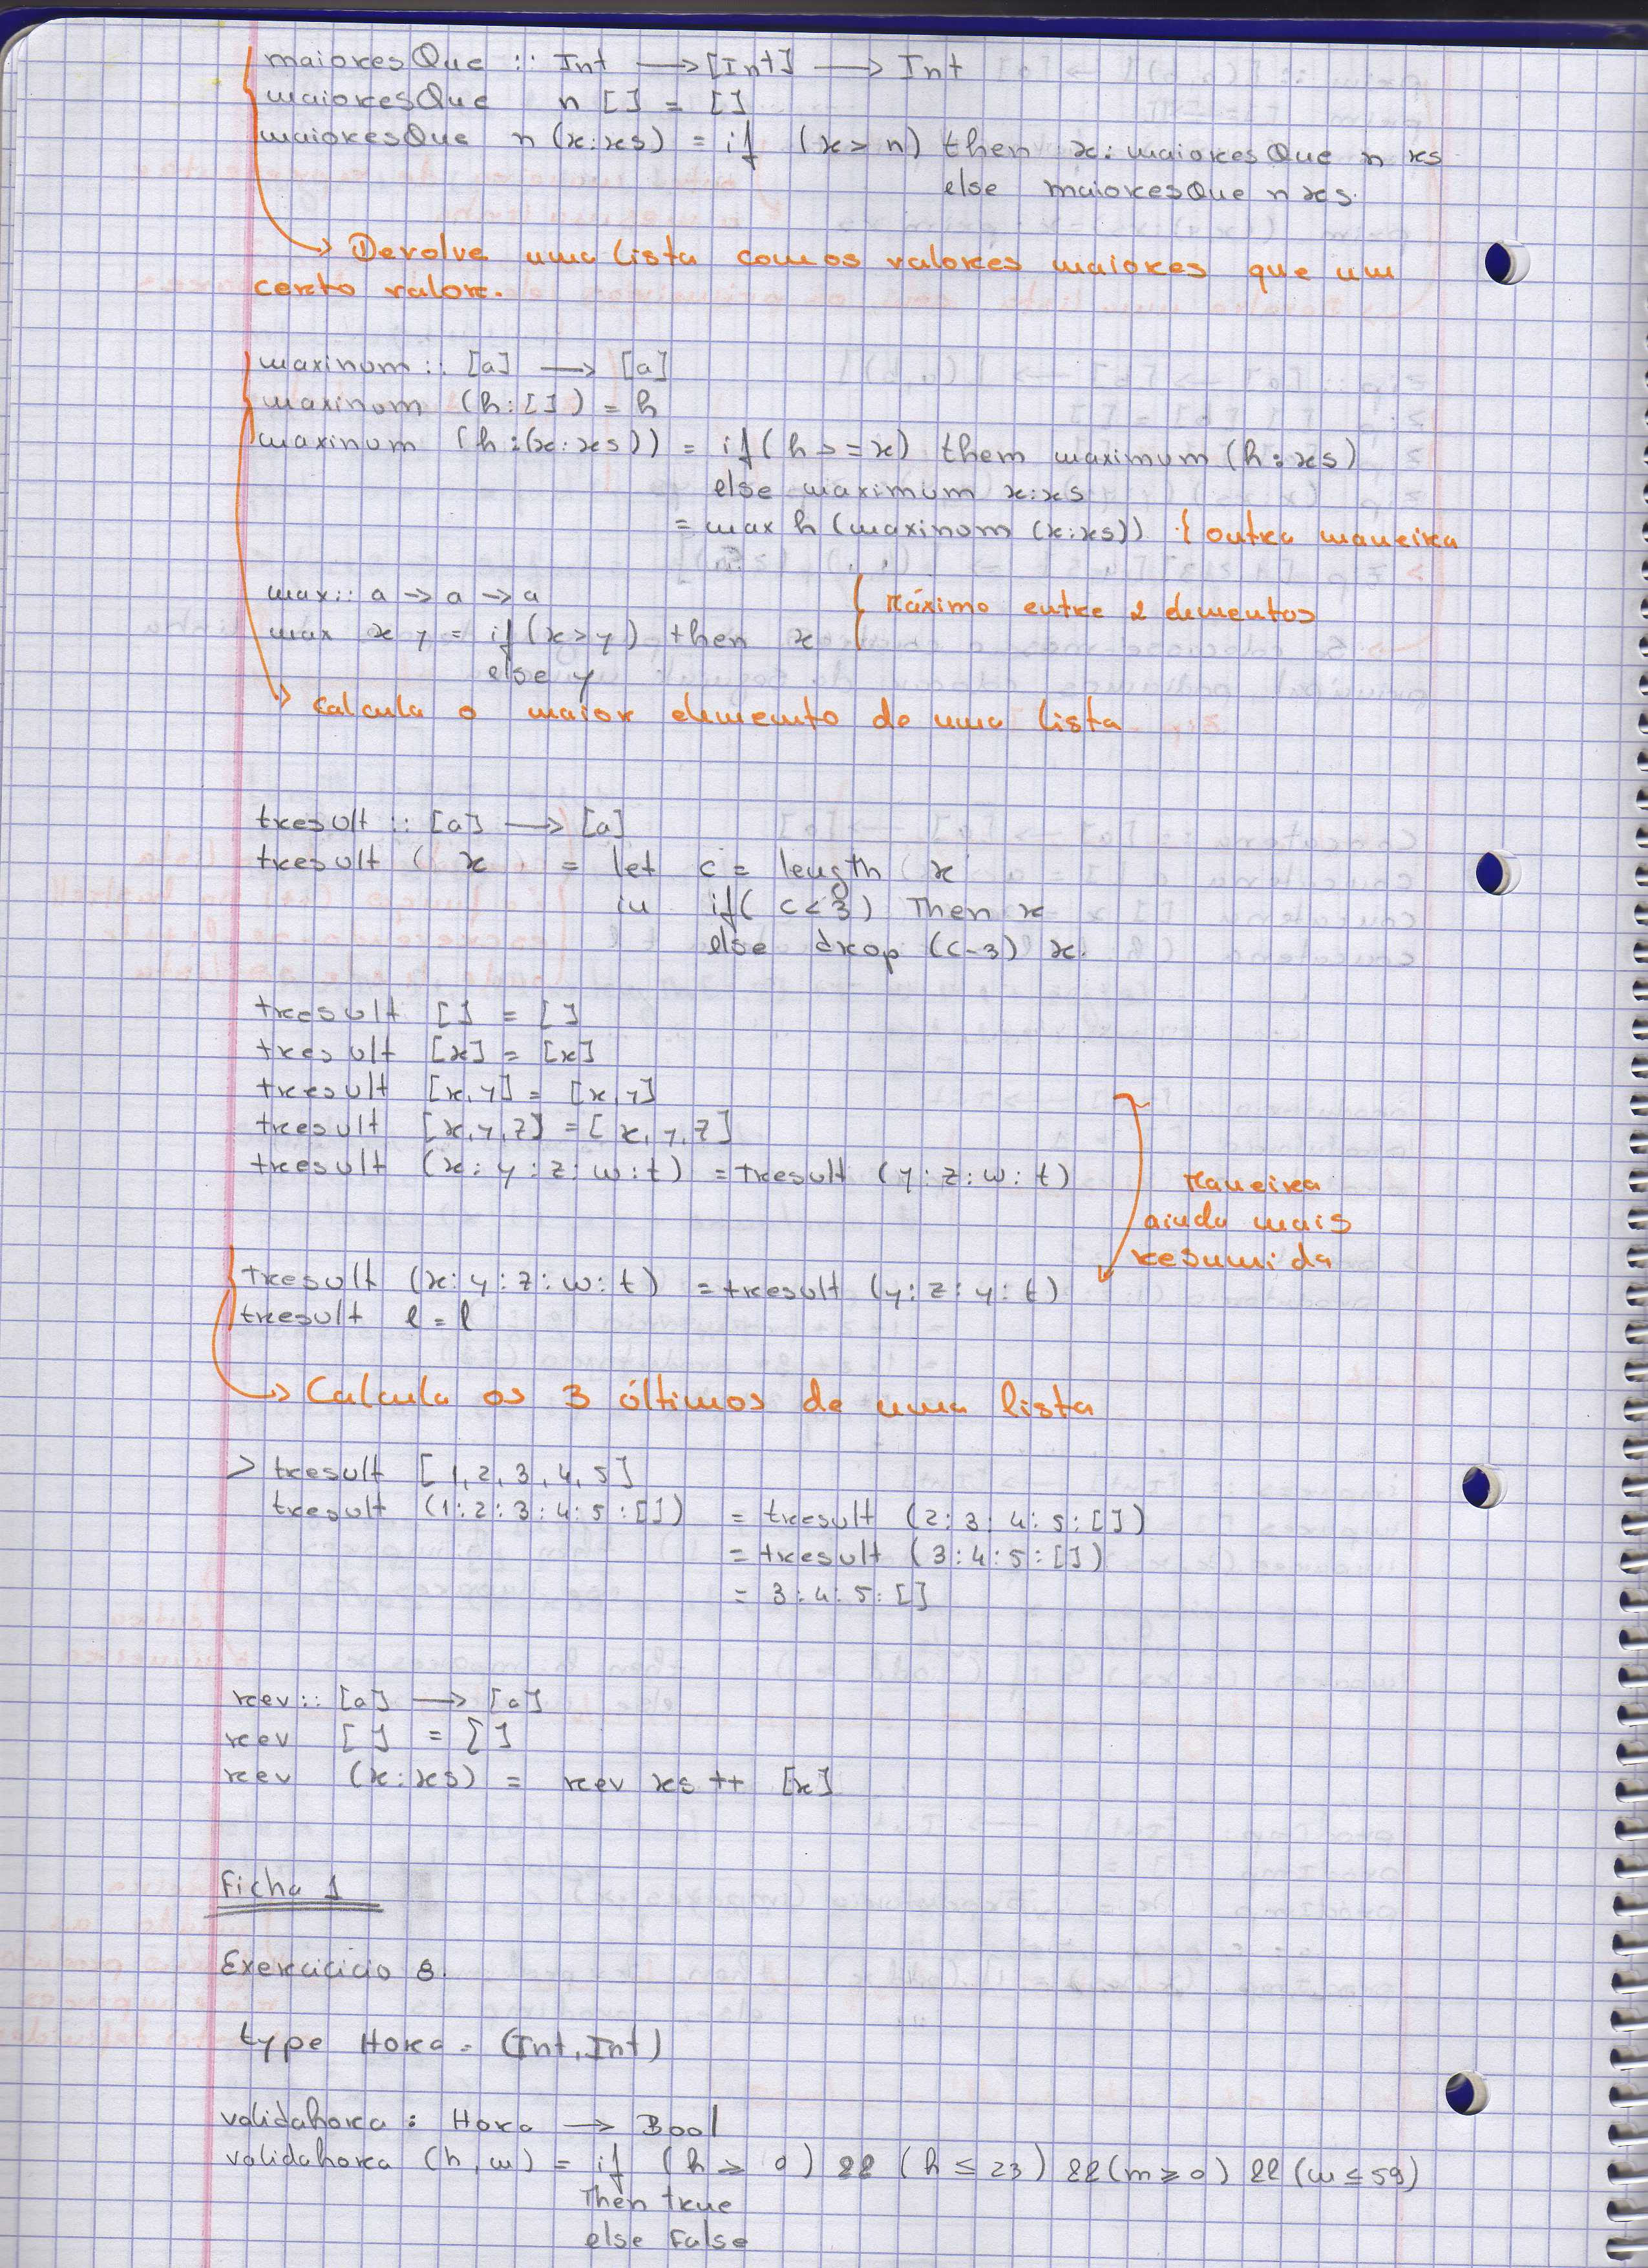 maioresQue :: Int → [Int] → Int
maioresQue n [] = []
maioresQue n (x:xs) = if (x > n) then x: maioresQue n xs
else maioresQue n xs.
→ Devolve uma lista com os valores maiores que um
certo valor.
maxinum :: [a] → [a]
maxinum (h:[]) = h
maxinum (h:(x:xs)) = if (h >= x) them maximum (h:xs)
else maximum x:xs
= max h (maxinum (x:xs)) { outra maneira
max :: a → a → a
max x y = if (x > y) then x
else y
{ Máximo entre 2 elementos
→ Calcula o maior elemento de uma lista
tresult :: [a] → [a]
tresult ( x = let c = length ( x
in if( c < 3) Then x
else drop (c-3) x.
tresult [] = []
tresult [x] = [x]
tresult [x,y] = [x,y]
tresult [x,y,z] = [x,y,z]
tresult (x:y:z:w:t) = tresult (y:z:w:t)
Maneira
ainda mais
resumida
tresult (x:y:z:w:t) = tresult (y:z:y:t)
tresult l = l
→ Calcula os 3 últimos de uma lista
> tresult [1,2,3,4,5]
tresult (1:2:3:4:5:[]) = tresult (2:3:4:5:[])
= tresult (3:4:5:[])
= 3:4:5:[]
rev :: [a] → [a]
rev [] = []
rev (x:xs) = rev xs ++ [x]
Ficha 1
Exercicicio 8.
type Hora = (Int,Int)
validahora : Hora → Bool
validahora (h,m) = if (h ≥ 0) && (h ≤ 23) && (m ≥ 0) && (m ≤ 59)
Then true
else False